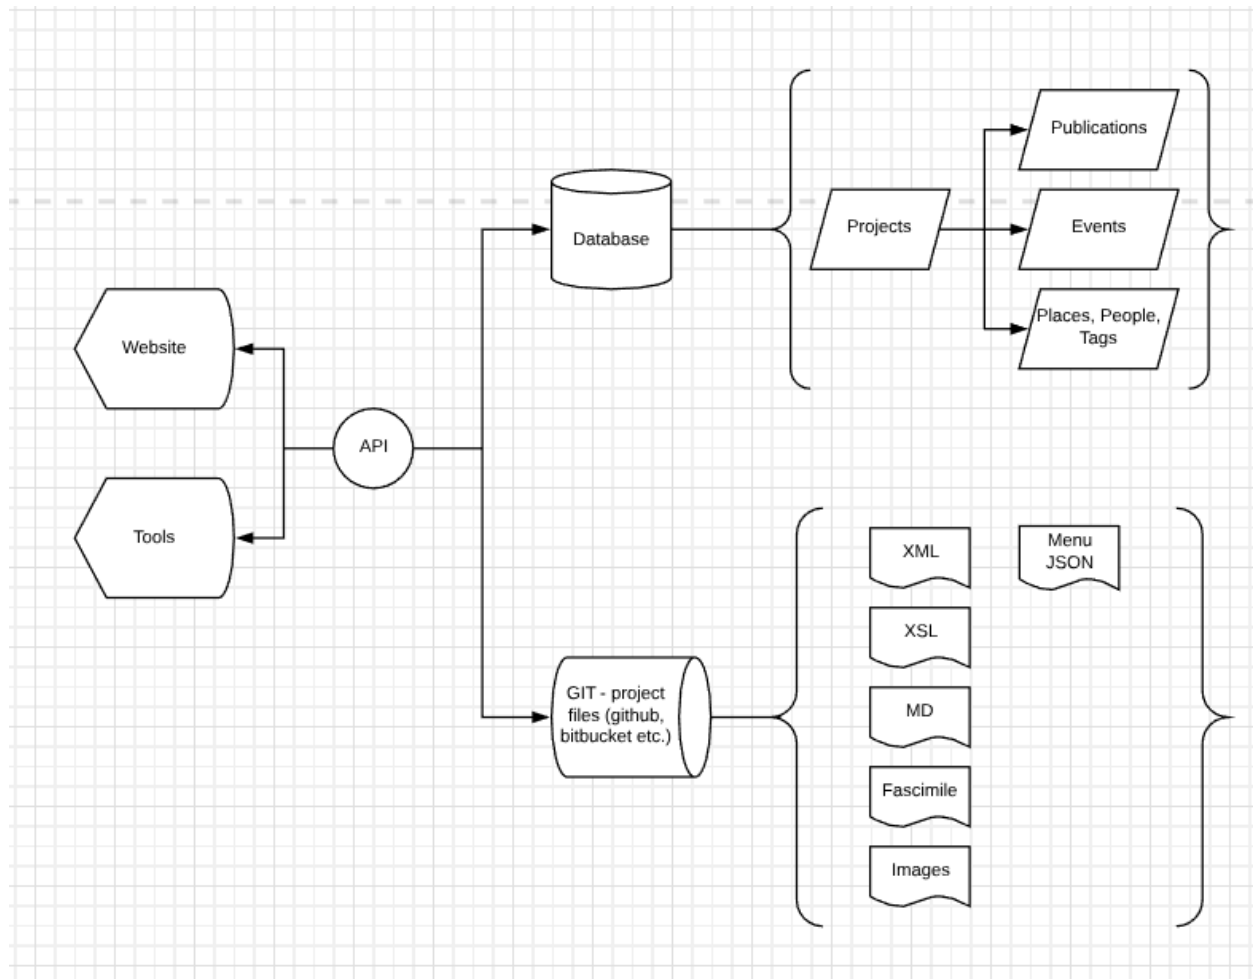 Publications
Projects
Events
Database
Places, People,
Tags
Website
API
Tools
XML
Menu
JSON
XSL
GIT - project
files (github,
bitbucket etc.)
MD
Fascimile
Images